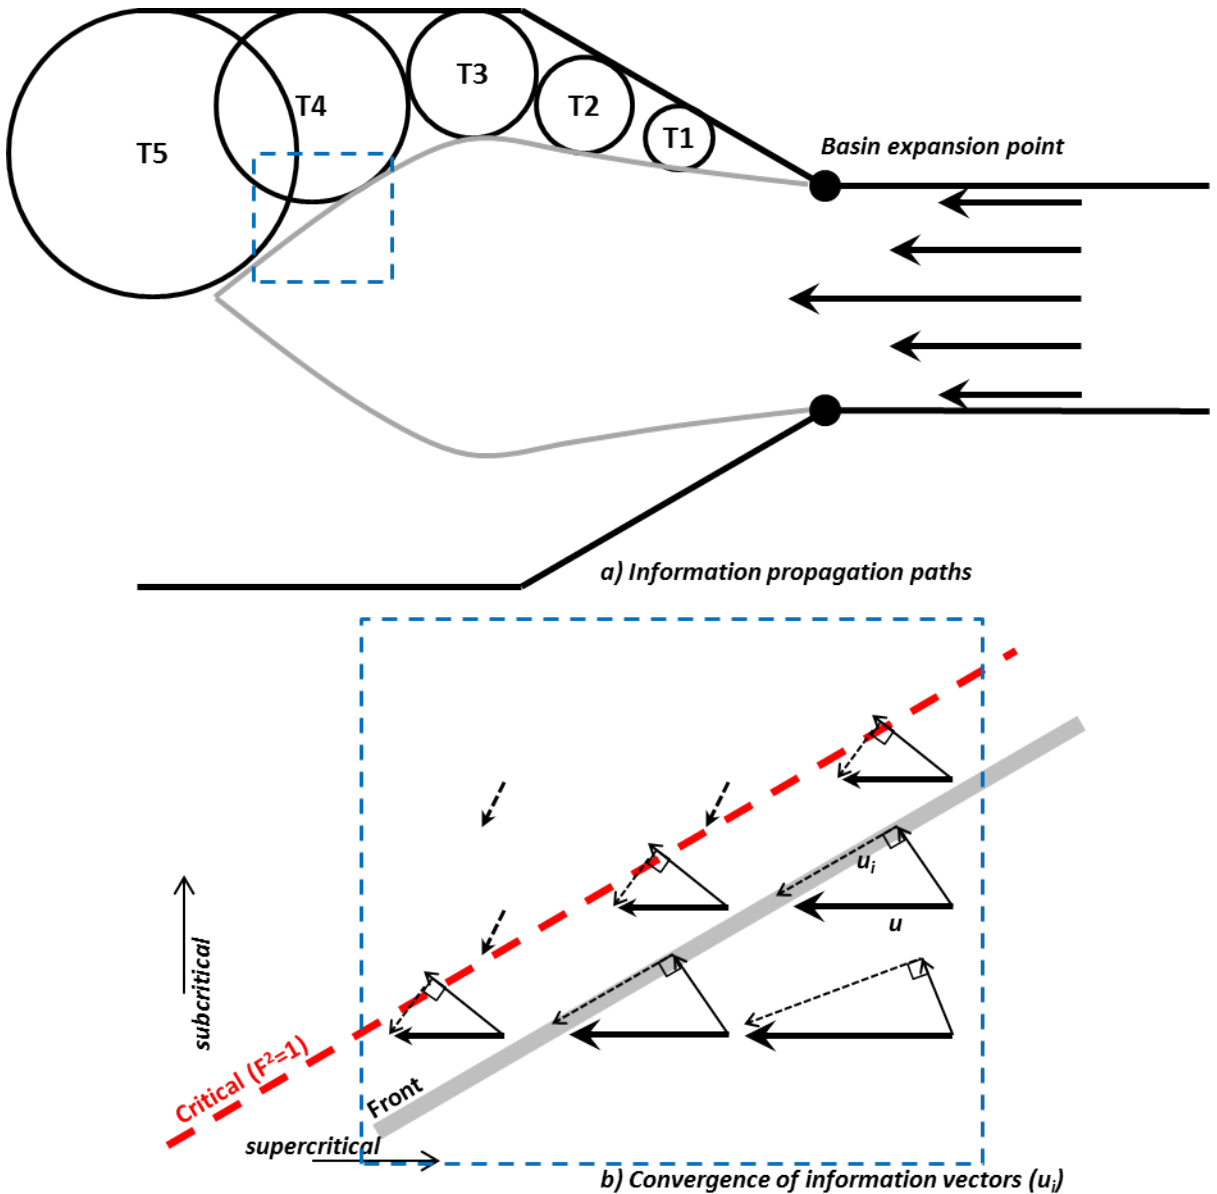 T5
T4
T3
T2
T1
Basin expansion point
a) Information propagation paths
subcritical
Critical (F²=1)
Front
supercritical
uᵢ
u
b) Convergence of information vectors (uᵢ)